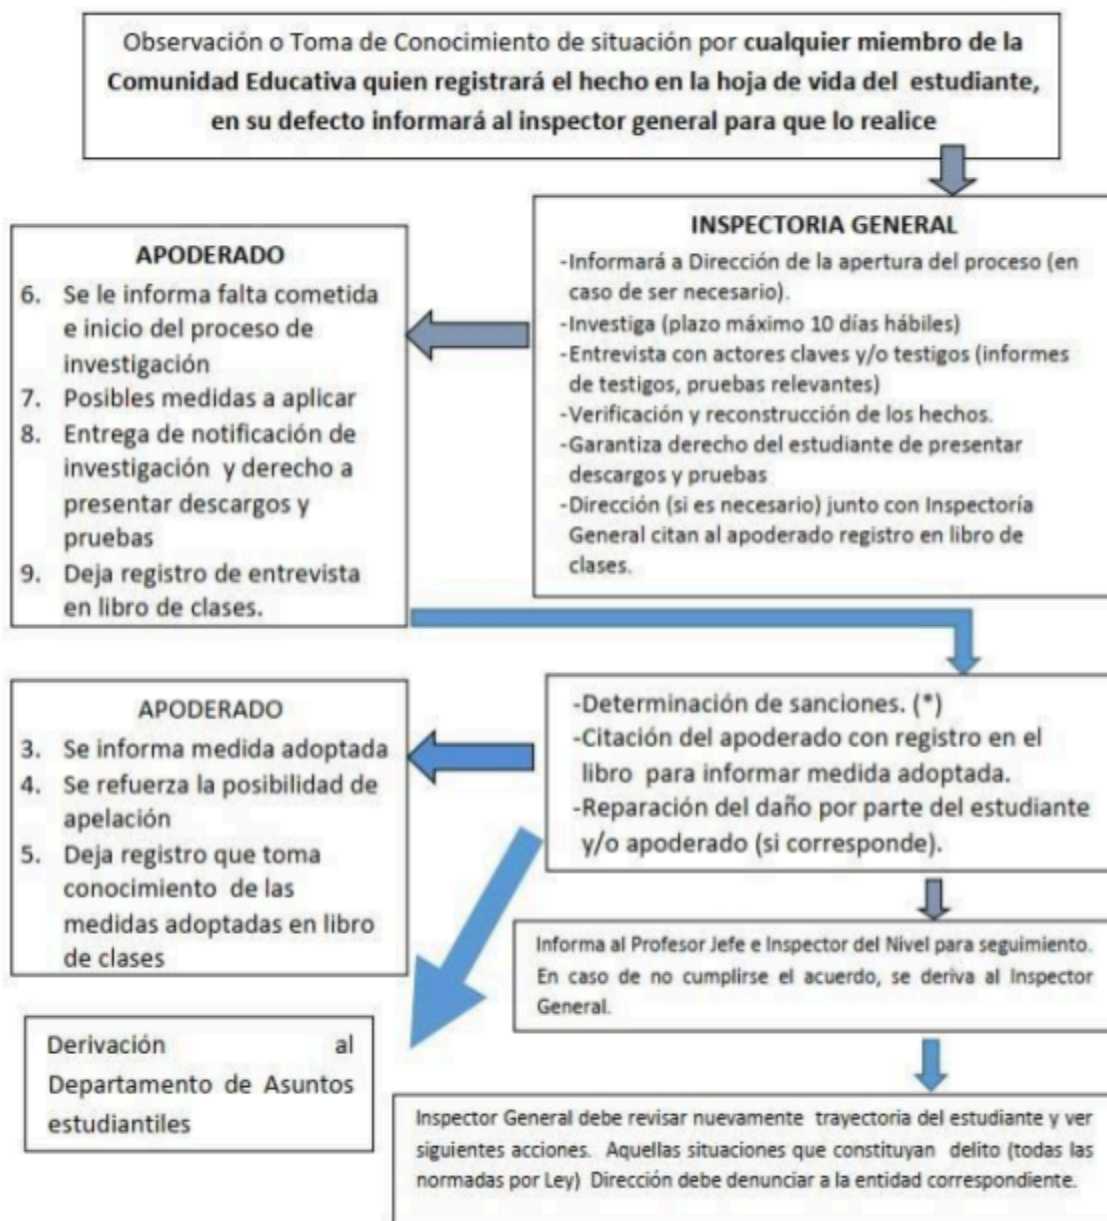 Observación o Toma de Conocimiento de situación por cualquier miembro de la
Comunidad Educativa quien registrará el hecho en la hoja de vida del estudiante,
en su defecto informará al inspector general para que lo realice
INSPECTORIA GENERAL
-Informará a Dirección de la apertura del proceso (en
caso de ser necesario).
-Investiga (plazo máximo 10 días hábiles)
-Entrevista con actores claves y/o testigos (informes
de testigos, pruebas relevantes)
-Verificación y reconstrucción de los hechos.
-Garantiza derecho del estudiante de presentar
descargos y pruebas
-Dirección (si es necesario) junto con Inspectoría
General citan al apoderado registro en libro de
clases.
APODERADO
6. Se le informa falta cometida
e inicio del proceso de
investigación
7. Posibles medidas a aplicar
8. Entrega de notificación de
investigación y derecho a
presentar descargos y
pruebas
9. Deja registro de entrevista
en libro de clases.
-Determinación de sanciones. (*)
-Citación del apoderado con registro en el
libro para informar medida adoptada.
-Reparación del daño por parte del estudiante
y/o apoderado (si corresponde).
APODERADO
3. Se informa medida adoptada
4. Se refuerza la posibilidad de
apelación
5. Deja registro que toma
conocimiento de las
medidas adoptadas en libro
de clases
Informa al Profesor Jefe e Inspector del Nivel para seguimiento.
En caso de no cumplirse el acuerdo, se deriva al Inspector
General.
Derivación al
Departamento de Asuntos
estudiantiles
Inspector General debe revisar nuevamente trayectoria del estudiante y ver
siguientes acciones. Aquellas situaciones que constituyan delito (todas las
normadas por Ley) Dirección debe denunciar a la entidad correspondiente.